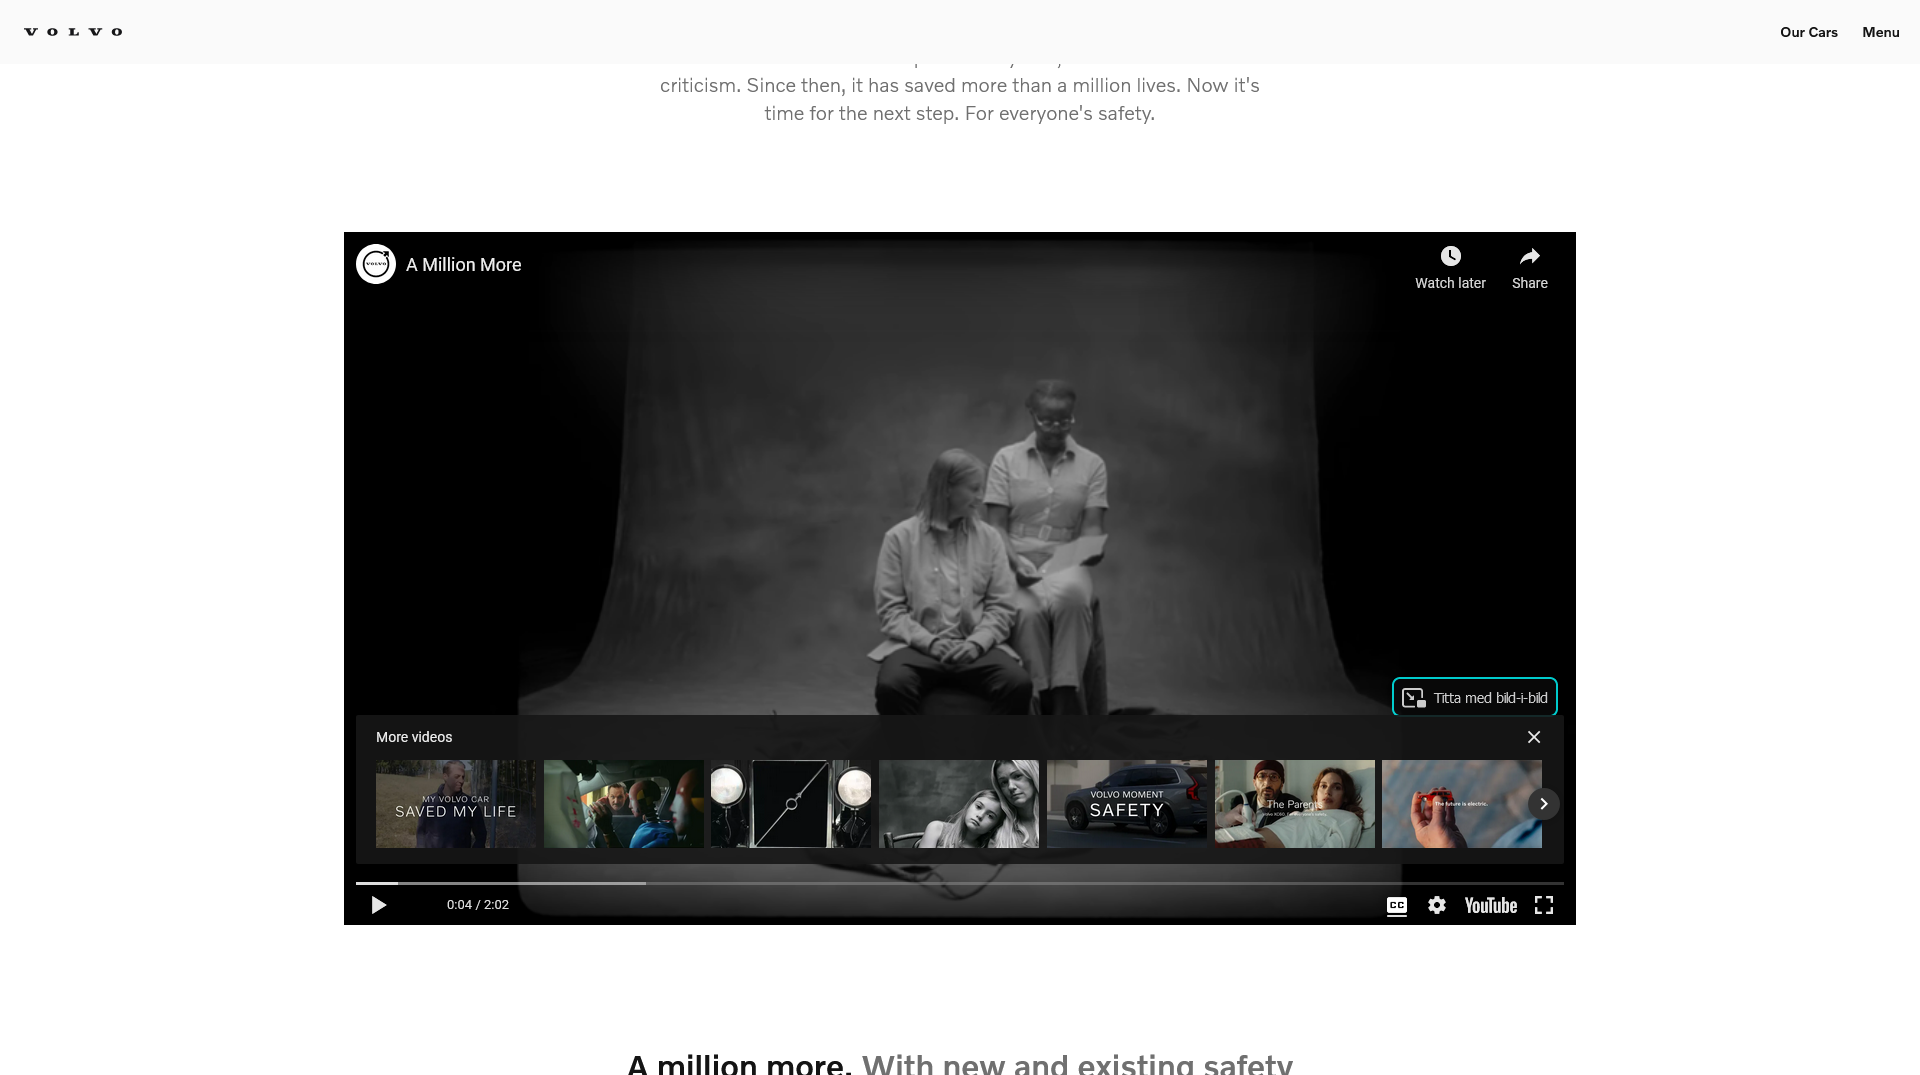 VOLVO
Our Cars
Menu
criticism. Since then, it has saved more than a million lives. Now it's
time for the next step. For everyone's safety.
A Million More
Watch later
Share
Titta med bild-i-bild
More videos
MY VOLVO CAR
SAVED MY LIFE
VOLVO MOMENT
SAFETY
The Parents
The future is electric.
0:04 / 2:02
CC
YouTube
A million more. With new and existing safety